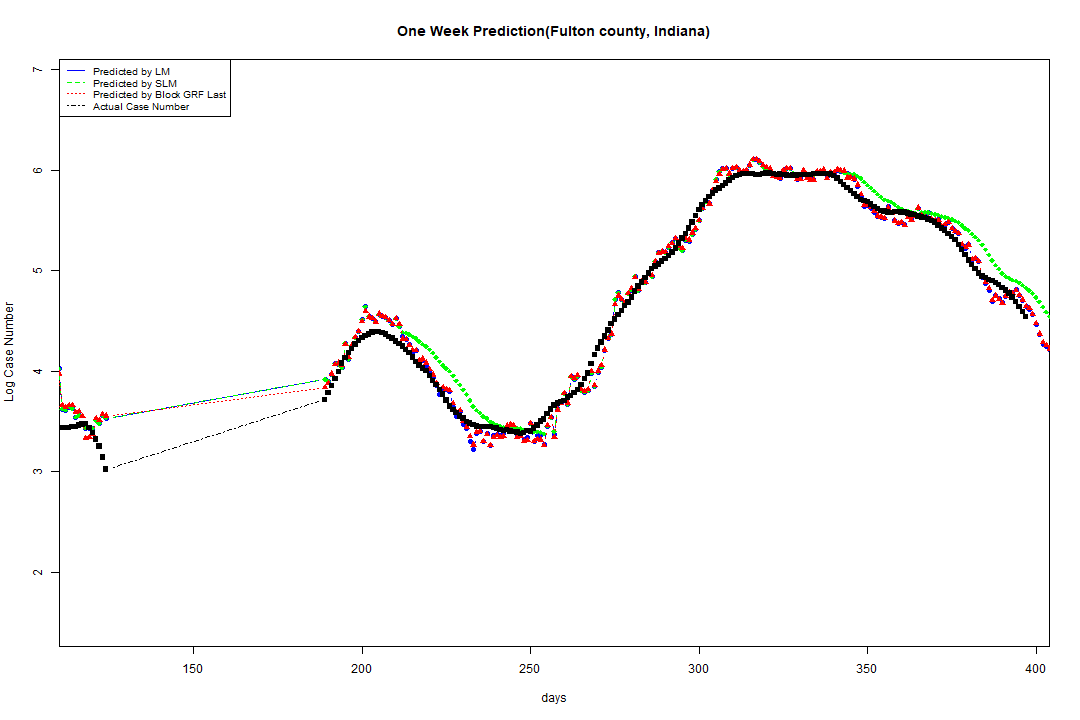 One Week Prediction(Fulton county, Indiana)
Predicted by LM
Predicted by SLM
Predicted by Block GRF Last
Actual Case Number
7
6
5
4
3
2
Log Case Number
150
200
250
300
350
400
days